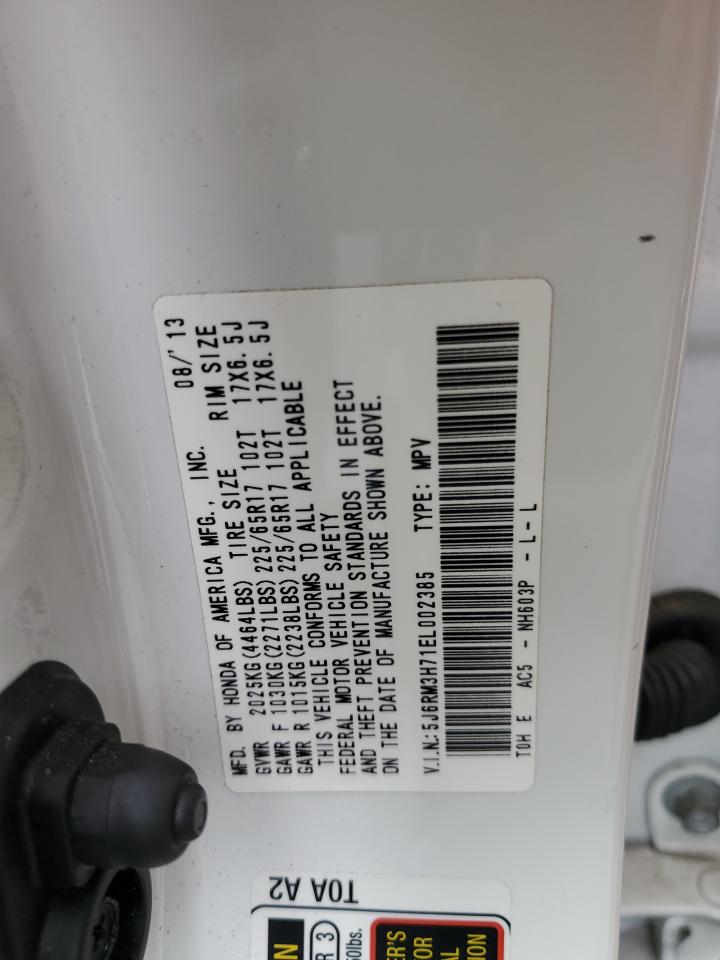 MFD. BY HONDA OF AMERICA MFG., INC. 08/'13
GVWR 2025KG(4464LBS) TIRE SIZE RIM SIZE
GAWR F 1030KG(2271LBS) 225/65R17 102T 17X6.5J
GAWR R 1015KG(2238LBS) 225/65R17 102T 17X6.5J
THIS VEHICLE CONFORMS TO ALL APPLICABLE
FEDERAL MOTOR VEHICLE SAFETY
AND THEFT PREVENTION STANDARDS IN EFFECT
ON THE DATE OF MANUFACTURE SHOWN ABOVE.
V.I.N.: 5J6RM3H71EL002385 TYPE: MPV
TOH E AC5 - NH603P - L - L
T0A A2